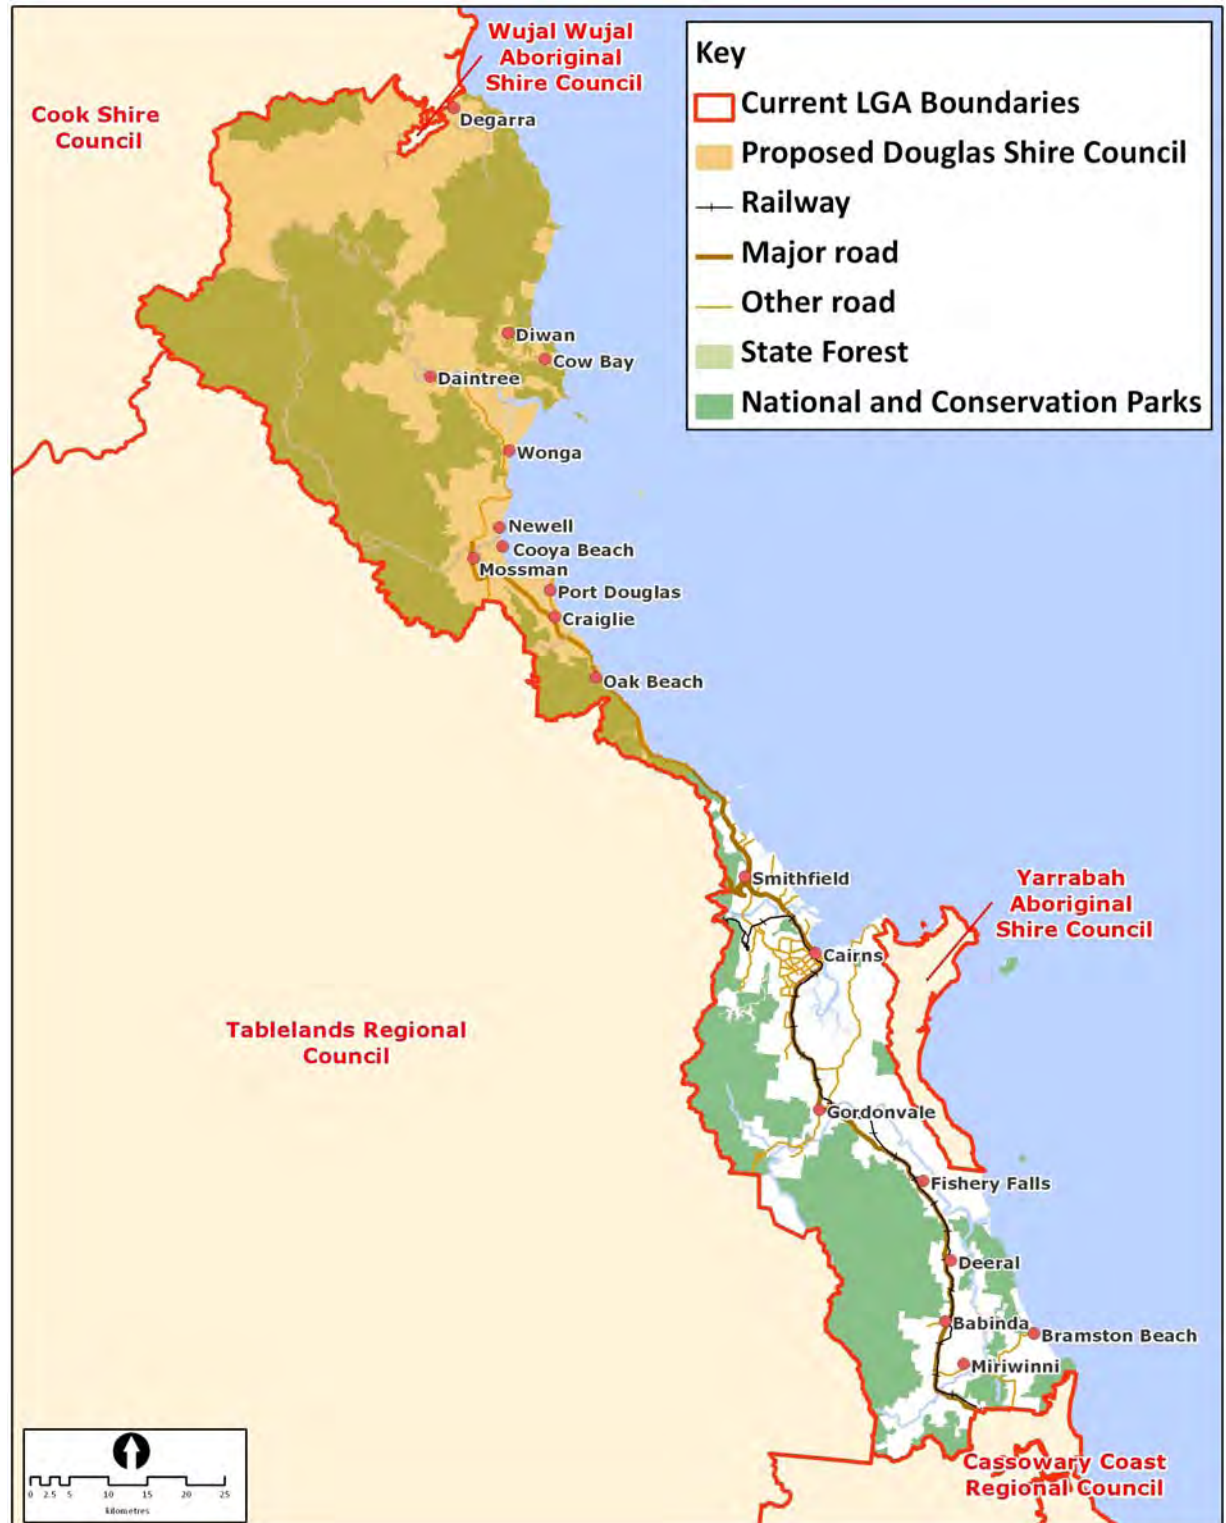 Wujal Wujal
Aboriginal
Shire Council
Cook Shire
Council
Degarra
Key
Current LGA Boundaries
Proposed Douglas Shire Council
Railway
Major road
Other road
State Forest
National and Conservation Parks
Diwan
Cow Bay
Daintree
Wonga
Newell
Cooya Beach
Mossman
Port Douglas
Craiglie
Oak Beach
Smithfield
Yarrabah
Aboriginal
Shire Council
Cairns
Tablelands Regional
Council
Gordonvale
Fishery Falls
Deeral
Babinda
Bramston Beach
Miriwinni
Cassowary Coast
Regional Council
0 2.5 5 10 15 20 25
kilometres